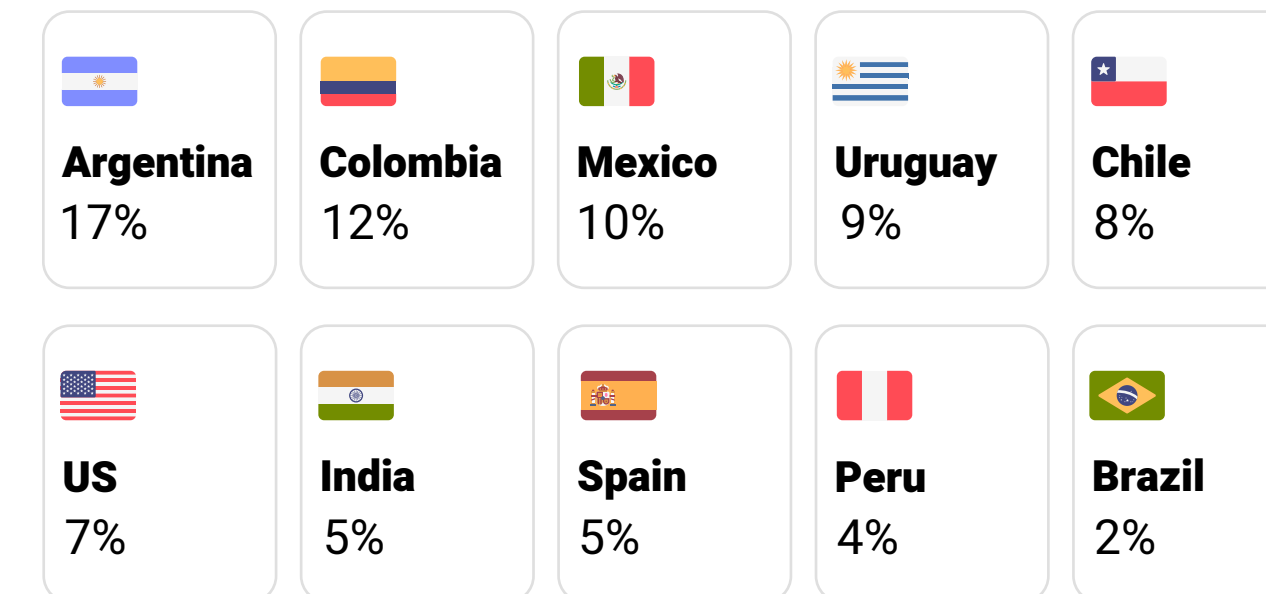 Argentina
17%
Colombia
12%
Mexico
10%
Uruguay
9%
Chile
8%
US
7%
India
5%
Spain
5%
Peru
4%
Brazil
2%